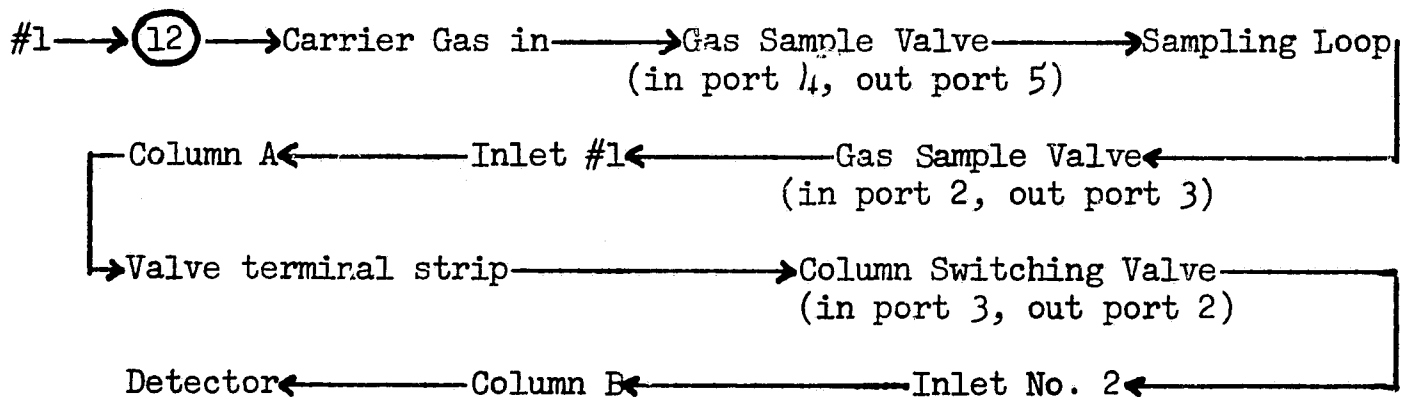 #1 12 Carrier Gas in Gas Sample Valve Sampling Loop
(in port 4, out port 5)
Column A Inlet #1 Gas Sample Valve
(in port 2, out port 3)
Valve terminal strip Column Switching Valve
(in port 3, out port 2)
Detector Column B Inlet No. 2